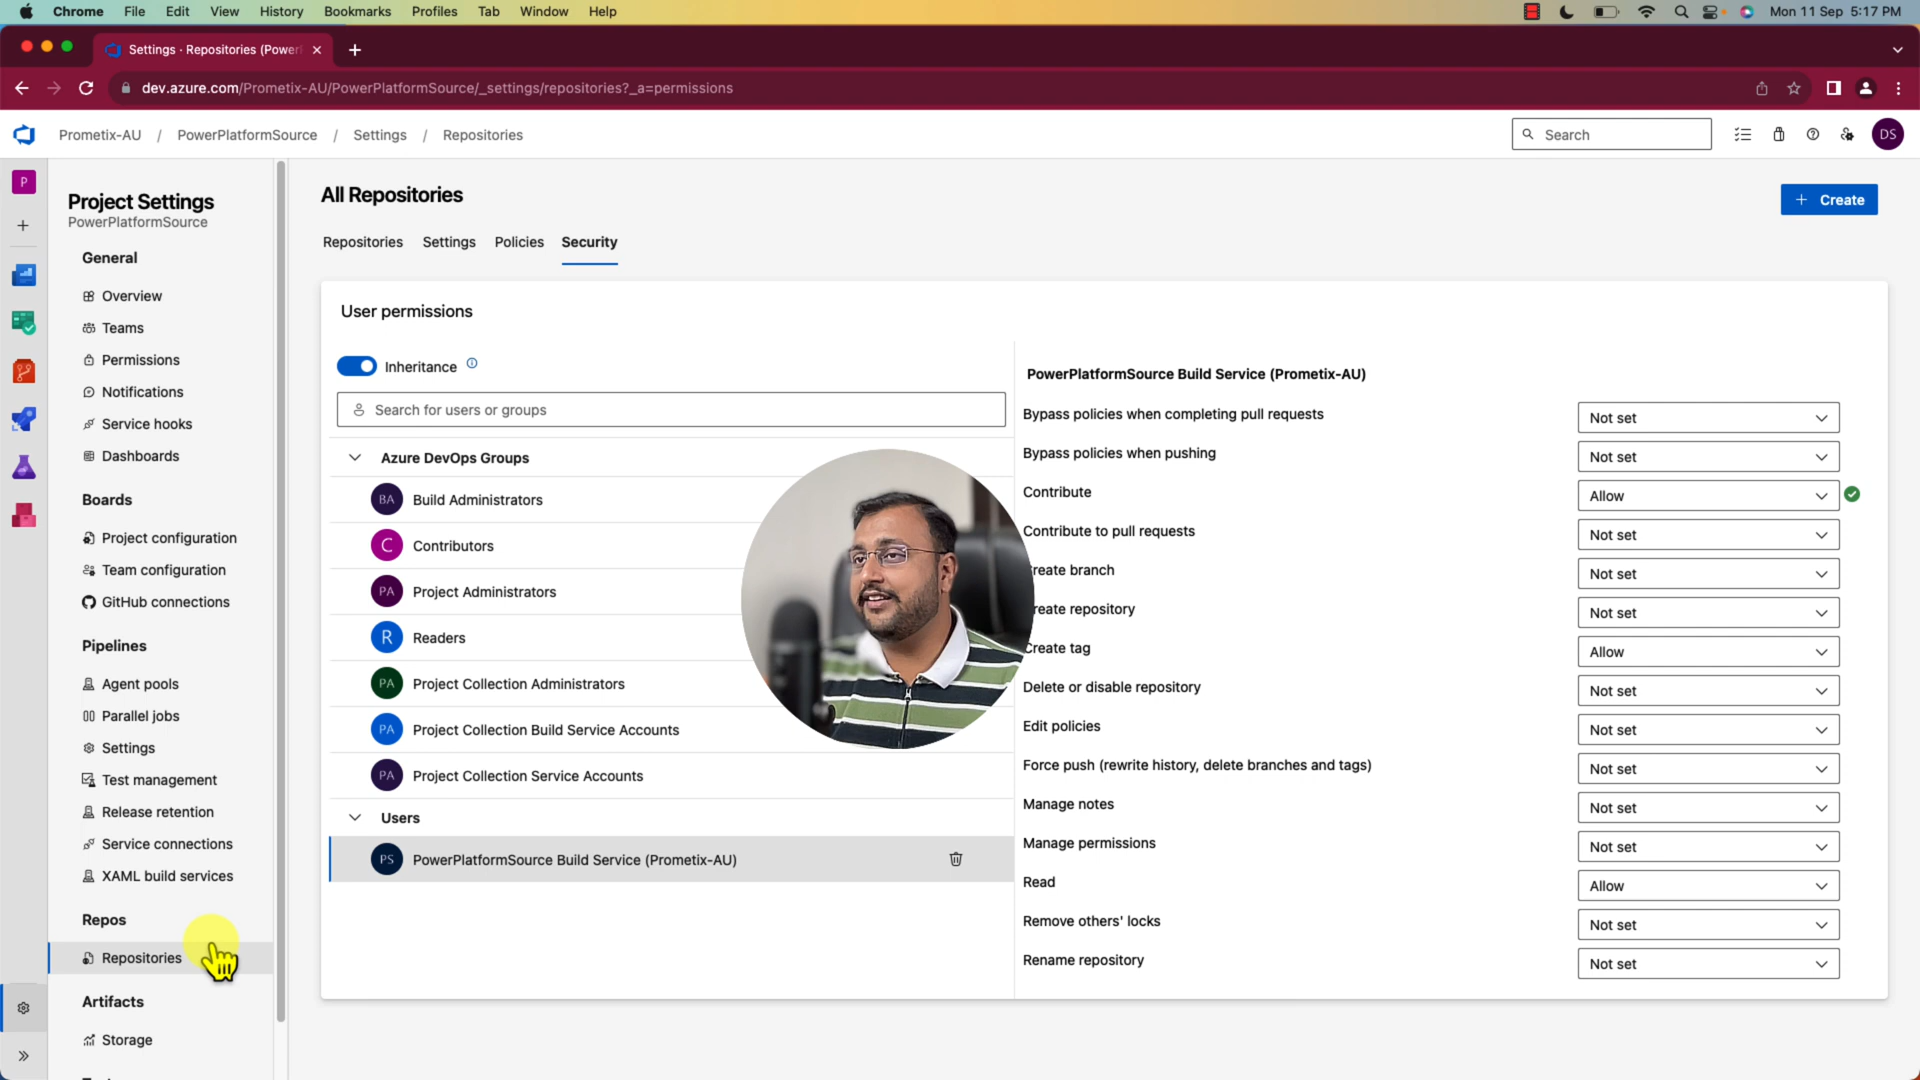 Chrome File Edit View History Bookmarks Profiles Tab Window Help Mon 11 Sep 5:17 PM
Settings · Repositories (Power
dev.azure.com/Prometix-AU/PowerPlatformSource/_settings/repositories?_a=permissions
Prometix-AU / PowerPlatformSource / Settings / Repositories Search DS
P
Project Settings
PowerPlatformSource
General
Overview
Teams
Permissions
Notifications
Service hooks
Dashboards
Boards
Project configuration
Team configuration
GitHub connections
Pipelines
Agent pools
Parallel jobs
Settings
Test management
Release retention
Service connections
XAML build services
Repos
Repositories
Artifacts
Storage
All Repositories
+ Create
Repositories Settings Policies Security
User permissions
Inheritance
Search for users or groups
Azure DevOps Groups
BA Build Administrators
C Contributors
PA Project Administrators
R Readers
PA Project Collection Administrators
PA Project Collection Build Service Accounts
PA Project Collection Service Accounts
Users
PS PowerPlatformSource Build Service (Prometix-AU)
PowerPlatformSource Build Service (Prometix-AU)
Bypass policies when completing pull requests Not set
Bypass policies when pushing Not set
Contribute Allow
Contribute to pull requests Not set
reate branch Not set
reate repository Not set
Create tag Allow
Delete or disable repository Not set
Edit policies Not set
Force push (rewrite history, delete branches and tags) Not set
Manage notes Not set
Manage permissions Not set
Read Allow
Remove others' locks Not set
Rename repository Not set